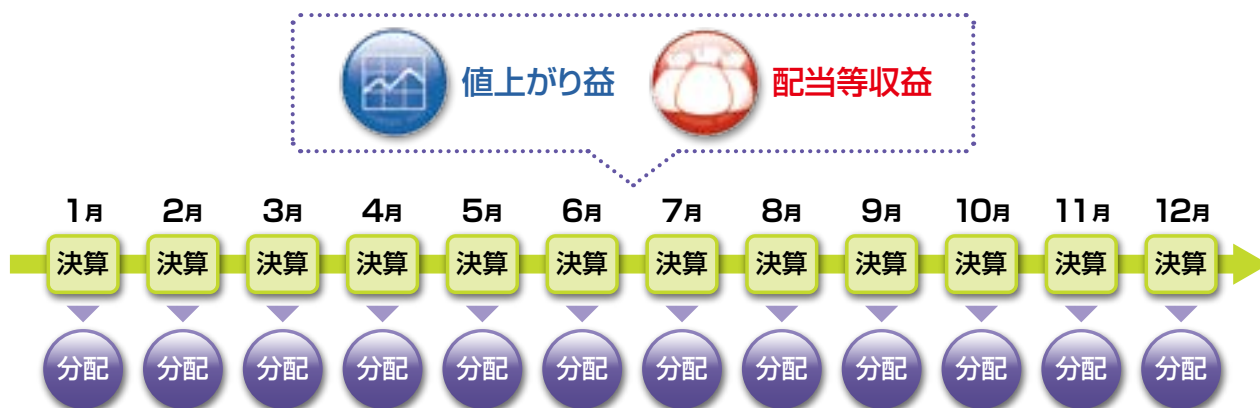 値上がり益 配当等収益
1月 2月 3月 4月 5月 6月 7月 8月 9月 10月 11月 12月
決算 決算 決算 決算 決算 決算 決算 決算 決算 決算 決算 決算
分配 分配 分配 分配 分配 分配 分配 分配 分配 分配 分配 分配